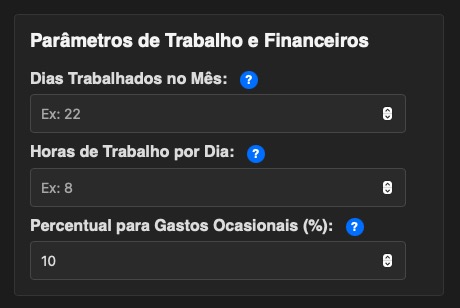 Parâmetros de Trabalho e Financeiros
Dias Trabalhados no Mês: ?
Ex: 22
Horas de Trabalho por Dia: ?
Ex: 8
Percentual para Gastos Ocasionais (%): ?
10